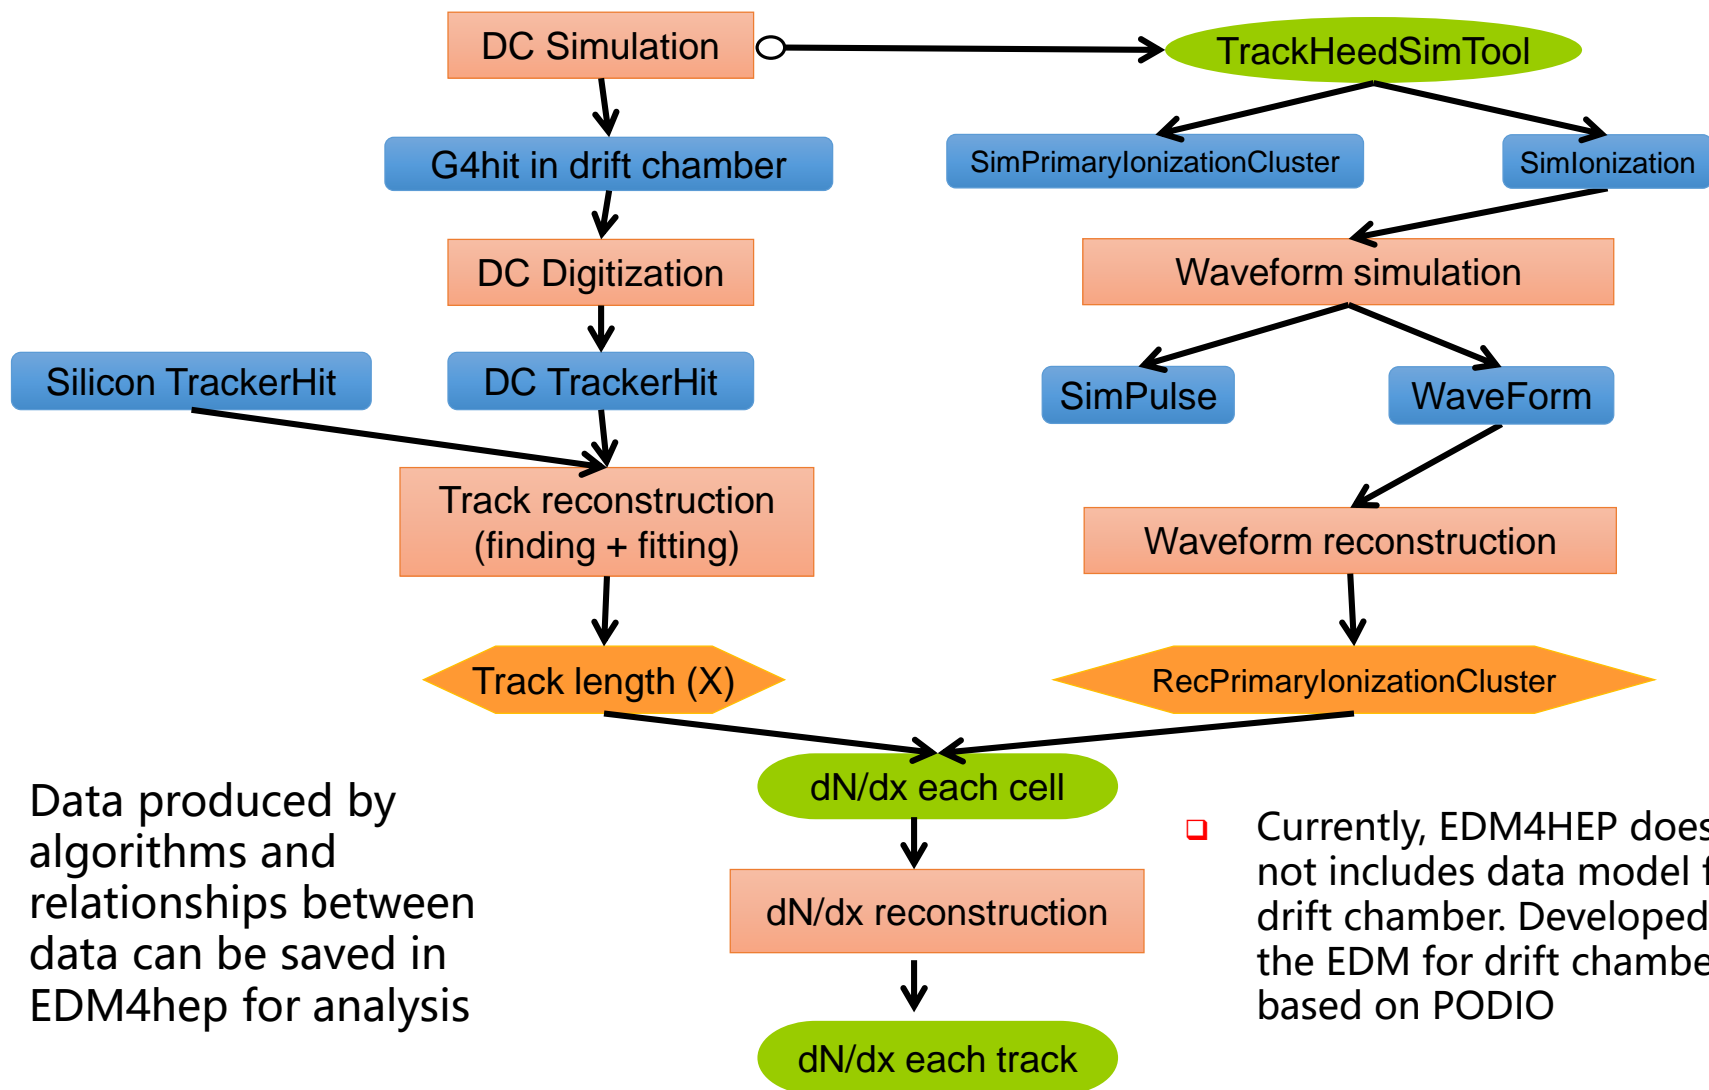 DC Simulation
TrackHeedSimTool
G4hit in drift chamber
SimPrimaryIonizationCluster
SimIonization
DC Digitization
Waveform simulation
Silicon TrackerHit
DC TrackerHit
SimPulse
WaveForm
Track reconstruction
(finding + fitting)
Waveform reconstruction
Track length (X)
RecPrimaryIonizationCluster
dN/dx each cell
dN/dx reconstruction
dN/dx each track
Data produced by
algorithms and
relationships between
data can be saved in
EDM4hep for analysis
Currently, EDM4HEP does
not includes data model
drift chamber. Developed
the EDM for drift
based on PODIO